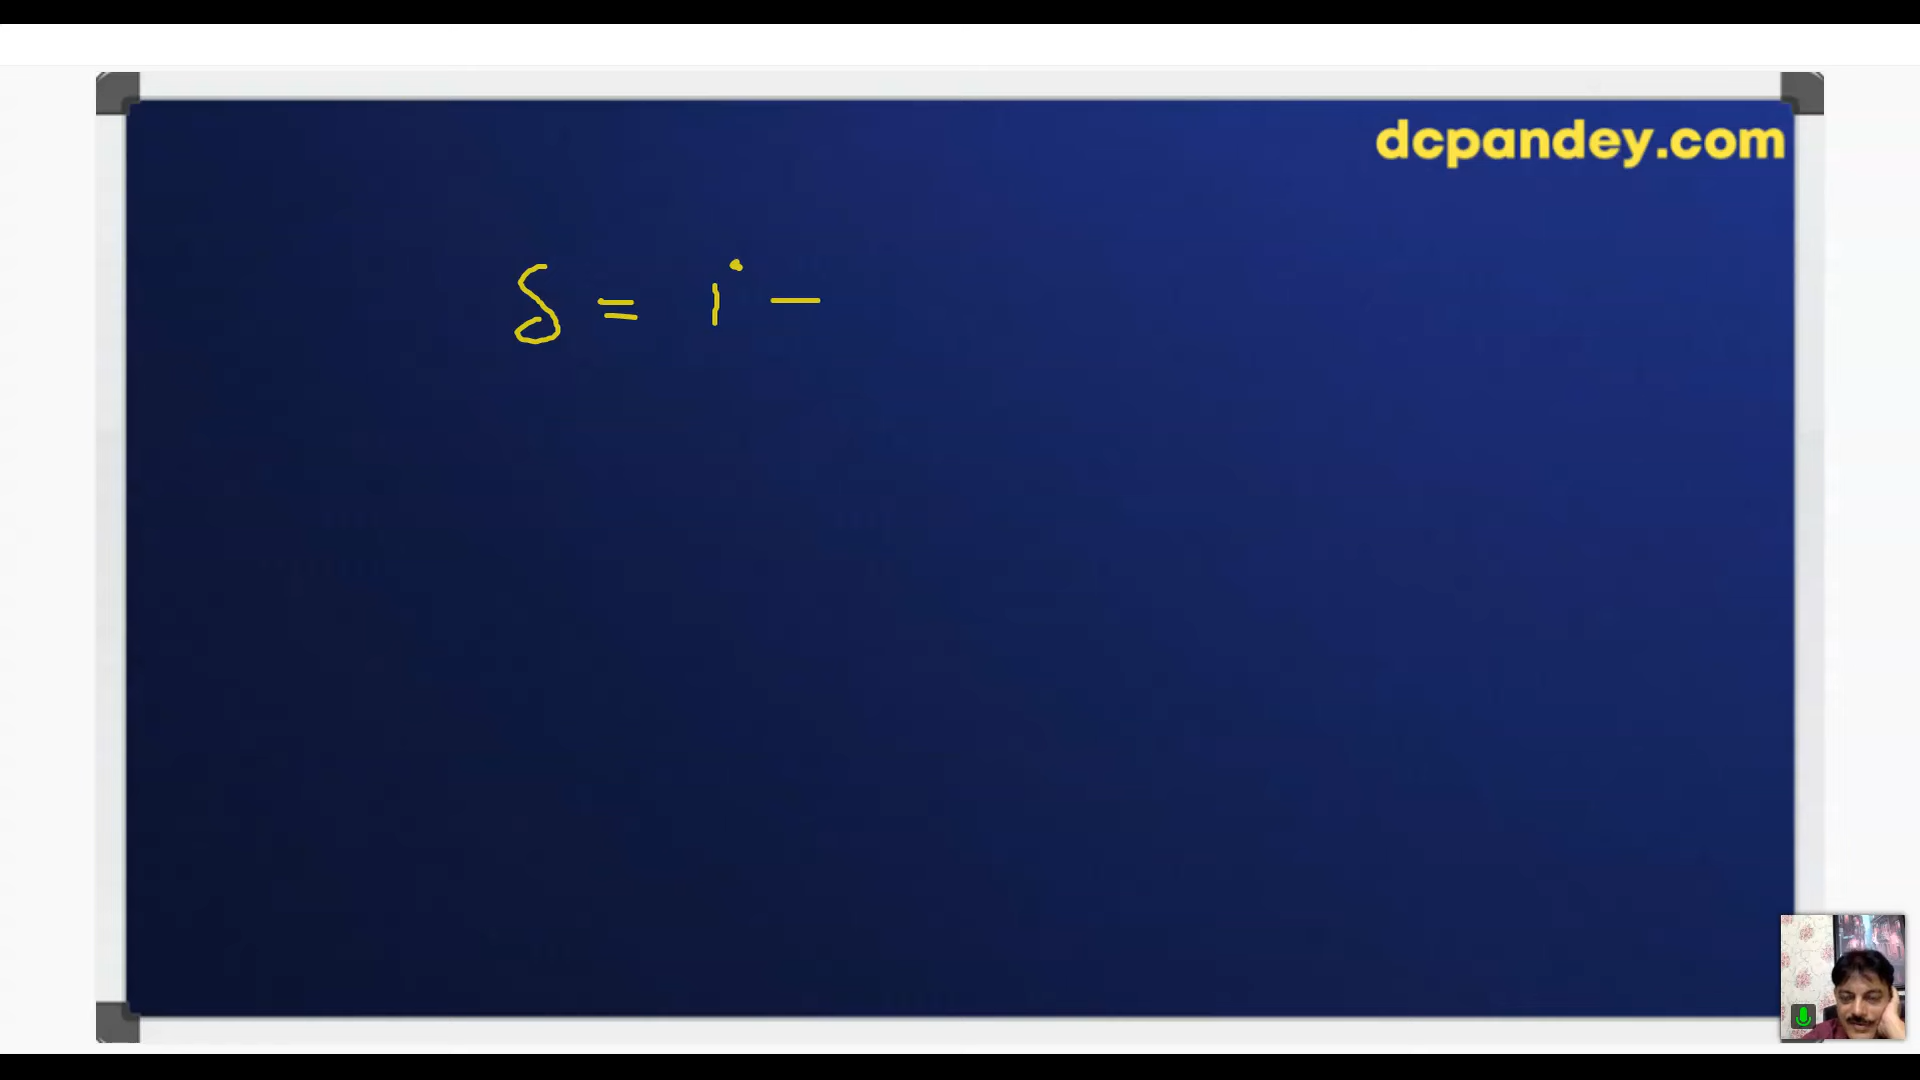 dcpandey.com
δ = i −